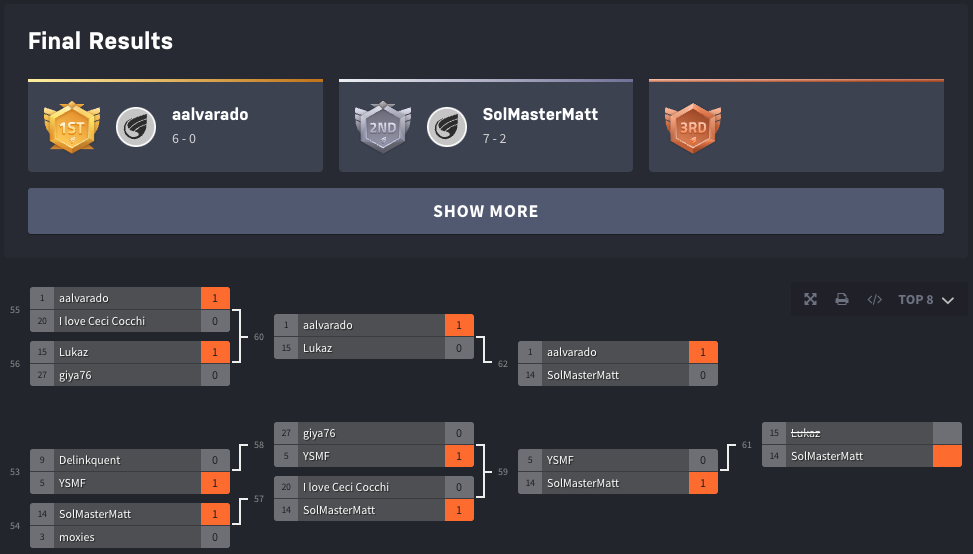 Final Results
1ST
aalvarado
6 - 0
2ND
SolMasterMatt
7 - 2
3RD
SHOW MORE
TOP 8
55
1 aalvarado 1
20 I love Ceci Cocchi 0
56
15 Lukaz 1
27 giya76 0
60
1 aalvarado 1
15 Lukaz 0
62
1 aalvarado 1
14 SolMasterMatt 0
53
9 Delinkquent 0
5 YSMF 1
54
14 SolMasterMatt 1
3 moxies 0
58
27 giya76 0
5 YSMF 1
57
20 I love Ceci Cocchi 0
14 SolMasterMatt 1
59
5 YSMF 0
14 SolMasterMatt 1
61
15 Lukaz
14 SolMasterMatt